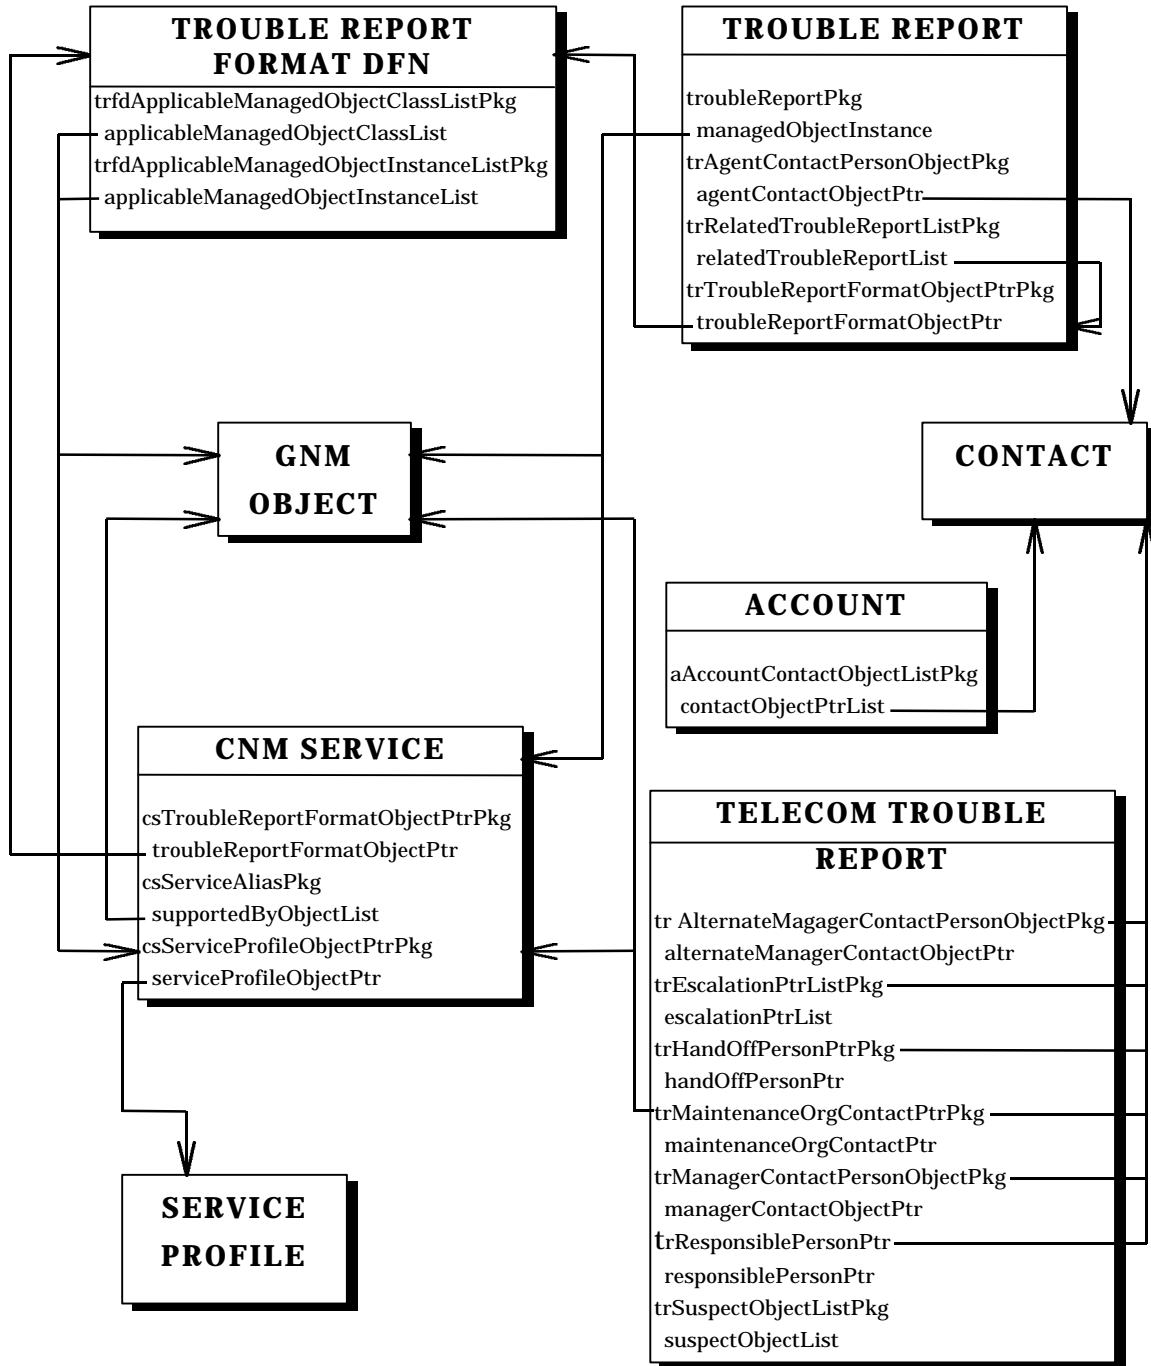 TROUBLE REPORT
FORMAT DFN
trfdApplicableManagedObjectClassListPkg
applicableManagedObjectClassList
trfdApplicableManagedObjectInstanceListPkg
applicableManagedObjectInstanceList
TROUBLE REPORT
troubleReportPkg
managedObjectInstance
trAgentContactPersonObjectPkg
agentContactObjectPtr
trRelatedTroubleReportListPkg
relatedTroubleReportList
trTroubleReportFormatObjectPtrPkg
troubleReportFormatObjectPtr
GNM
OBJECT
CONTACT
ACCOUNT
aAccountContactObjectListPkg
contactObjectPtrList
CNM SERVICE
csTroubleReportFormatObjectPtrPkg
troubleReportFormatObjectPtr
csServiceAliasPkg
supportedByObjectList
csServiceProfileObjectPtrPkg
serviceProfileObjectPtr
TELECOM TROUBLE
REPORT
tr AlternateMagagerContactPersonObjectPkg
alternateManagerContactObjectPtr
trEscalationPtrListPkg
escalationPtrList
trHandOffPersonPtrPkg
handOffPersonPtr
trMaintenanceOrgContactPtrPkg
maintenanceOrgContactPtr
trManagerContactPersonObjectPkg
managerContactObjectPtr
trResponsiblePersonPtr
responsiblePersonPtr
trSuspectObjectListPkg
suspectObjectList
SERVICE
PROFILE